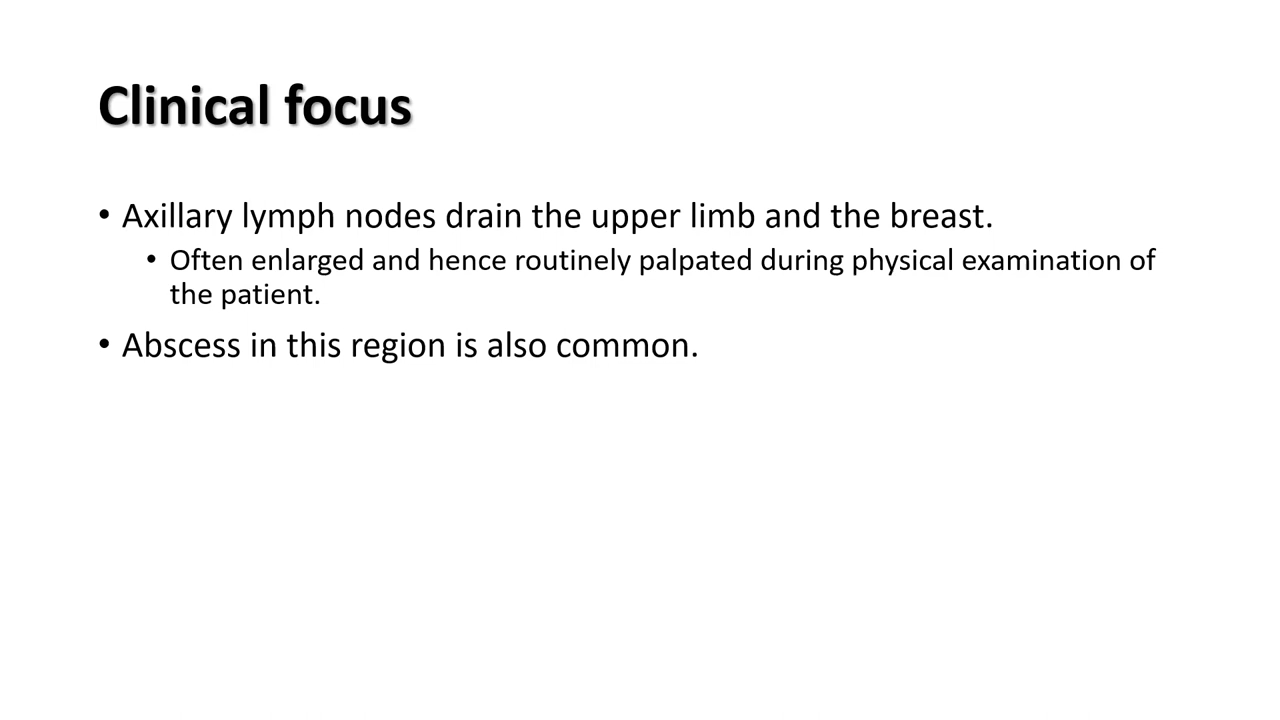 Clinical focus
• Axillary lymph nodes drain the upper limb and the breast.
• Often enlarged and hence routinely palpated during physical examination of
the patient.
• Abscess in this region is also common.